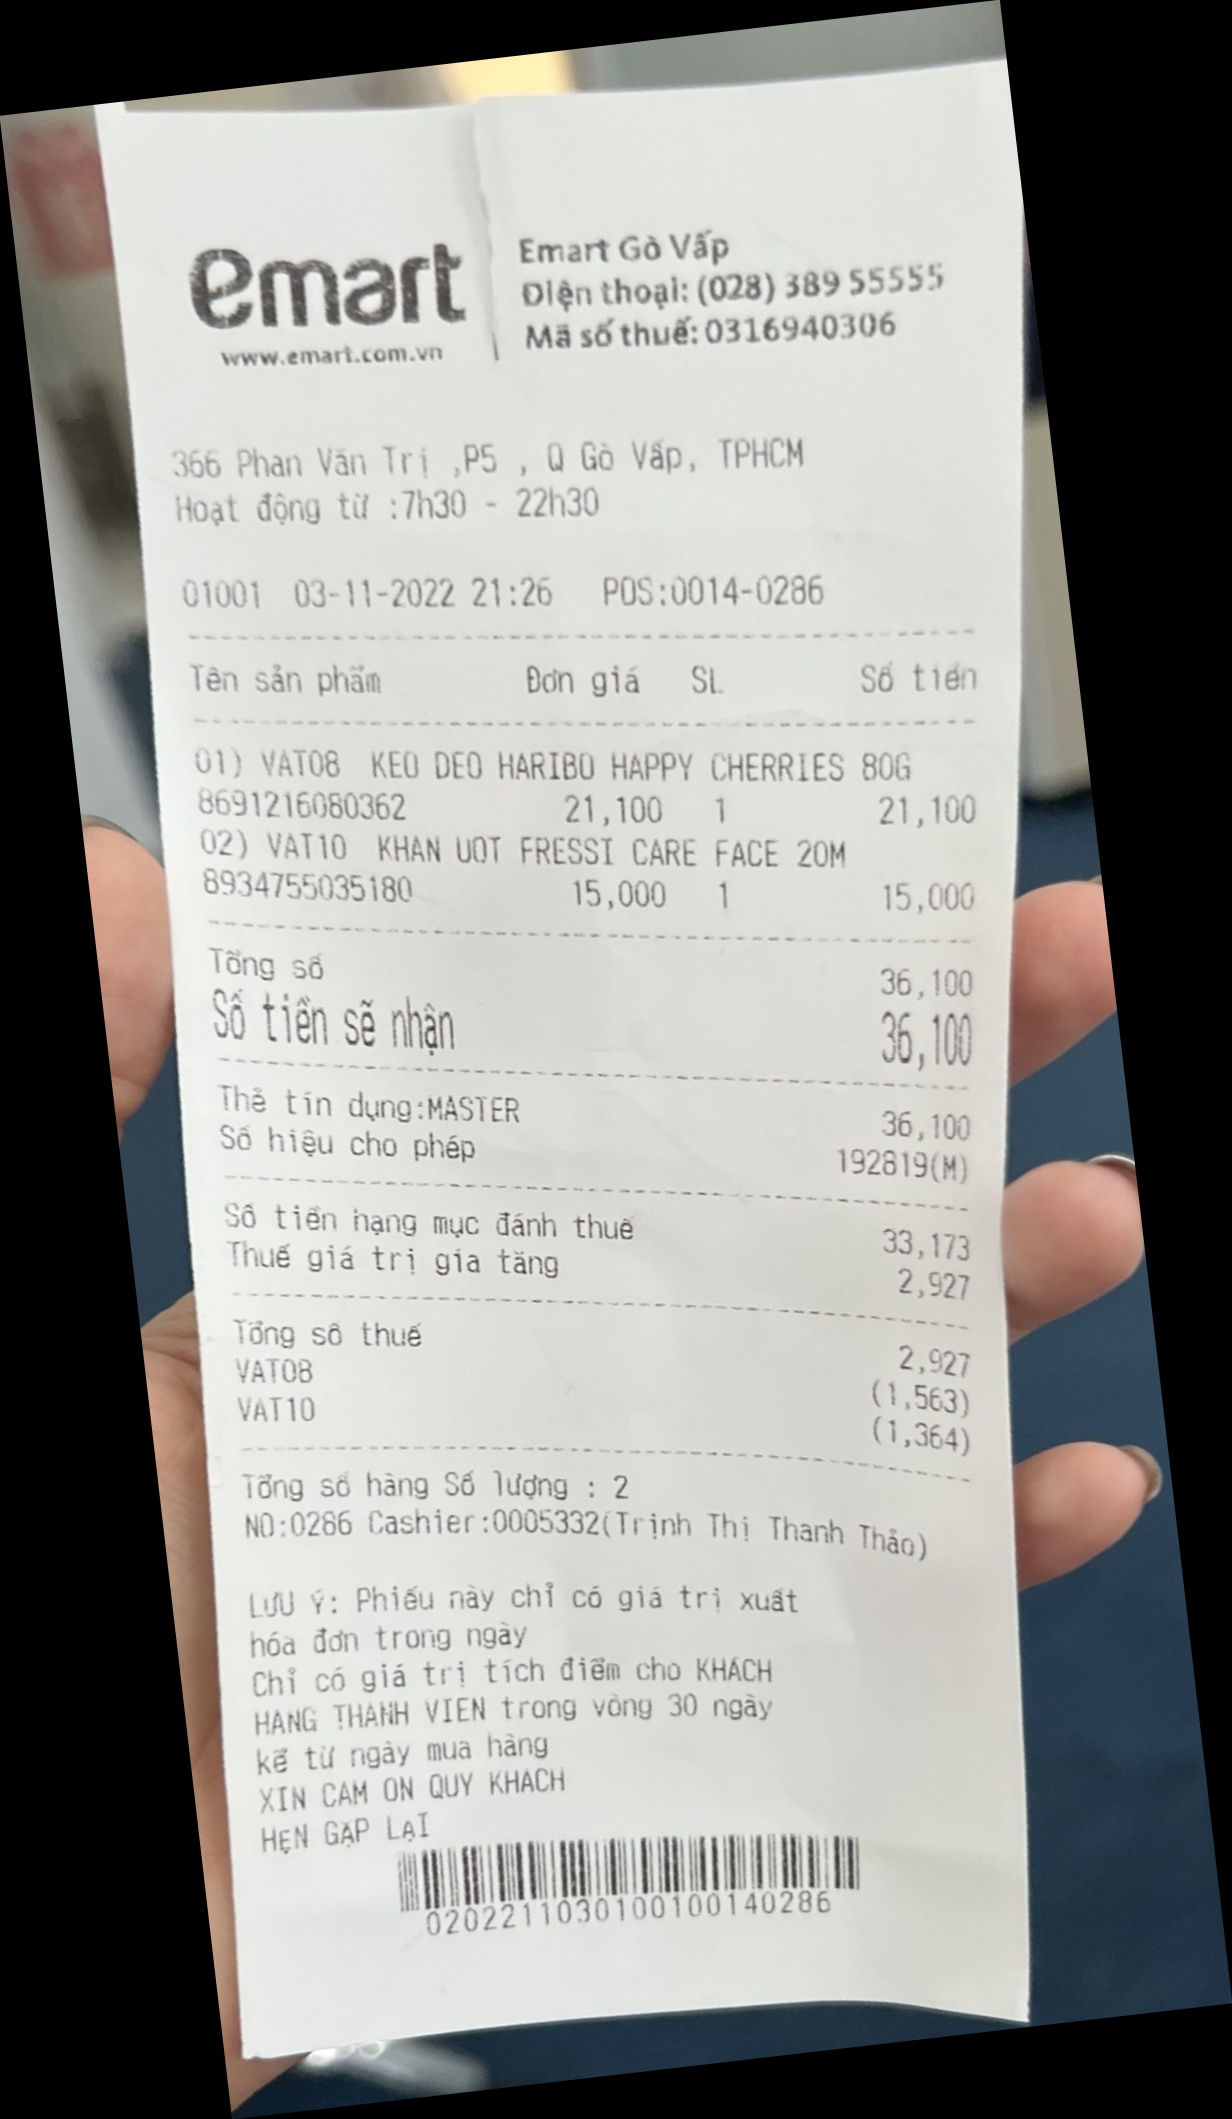 emart
www.emart.com.vn
Emart Gò Vấp
Điện thoại: (028) 389 55555
Mã số thuế: 0316940306
366 Phan Văn Trị ,P5 , Q Gò Vấp, TPHCM
Hoạt động từ :7h30 - 22h30
01001 03-11-2022 21:26 POS:0014-0286
Tên sản phẩm Đơn giá SL Số tiền
01) VAT08 KEO DEO HARIBO HAPPY CHERRIES 80G
8691216080362 21,100 1 21,100
02) VAT10 KHAN UOT FRESSI CARE FACE 20M
8934755035180 15,000 1 15,000
Tổng số 36,100
Số tiền sẽ nhận 36,100
Thẻ tín dụng:MASTER 36,100
Số hiệu cho phép 192819(M)
Số tiền hạng mục đánh thuế 33,173
Thuế giá trị gia tăng 2,927
Tổng số thuế 2,927
VAT08 (1,563)
VAT10 (1,364)
Tổng số hàng Số lượng : 2
NO:0286 Cashier:0005332(Trịnh Thị Thanh Thảo)
LƯU Ý: Phiếu này chỉ có giá trị xuất
hóa đơn trong ngày
Chỉ có giá trị tích điểm cho KHÁCH
HANG THANH VIEN trong vòng 30 ngày
kể từ ngày mua hàng
XIN CAM ON QUY KHACH
HẸN GẶP LẠI
02022110301001001​40286